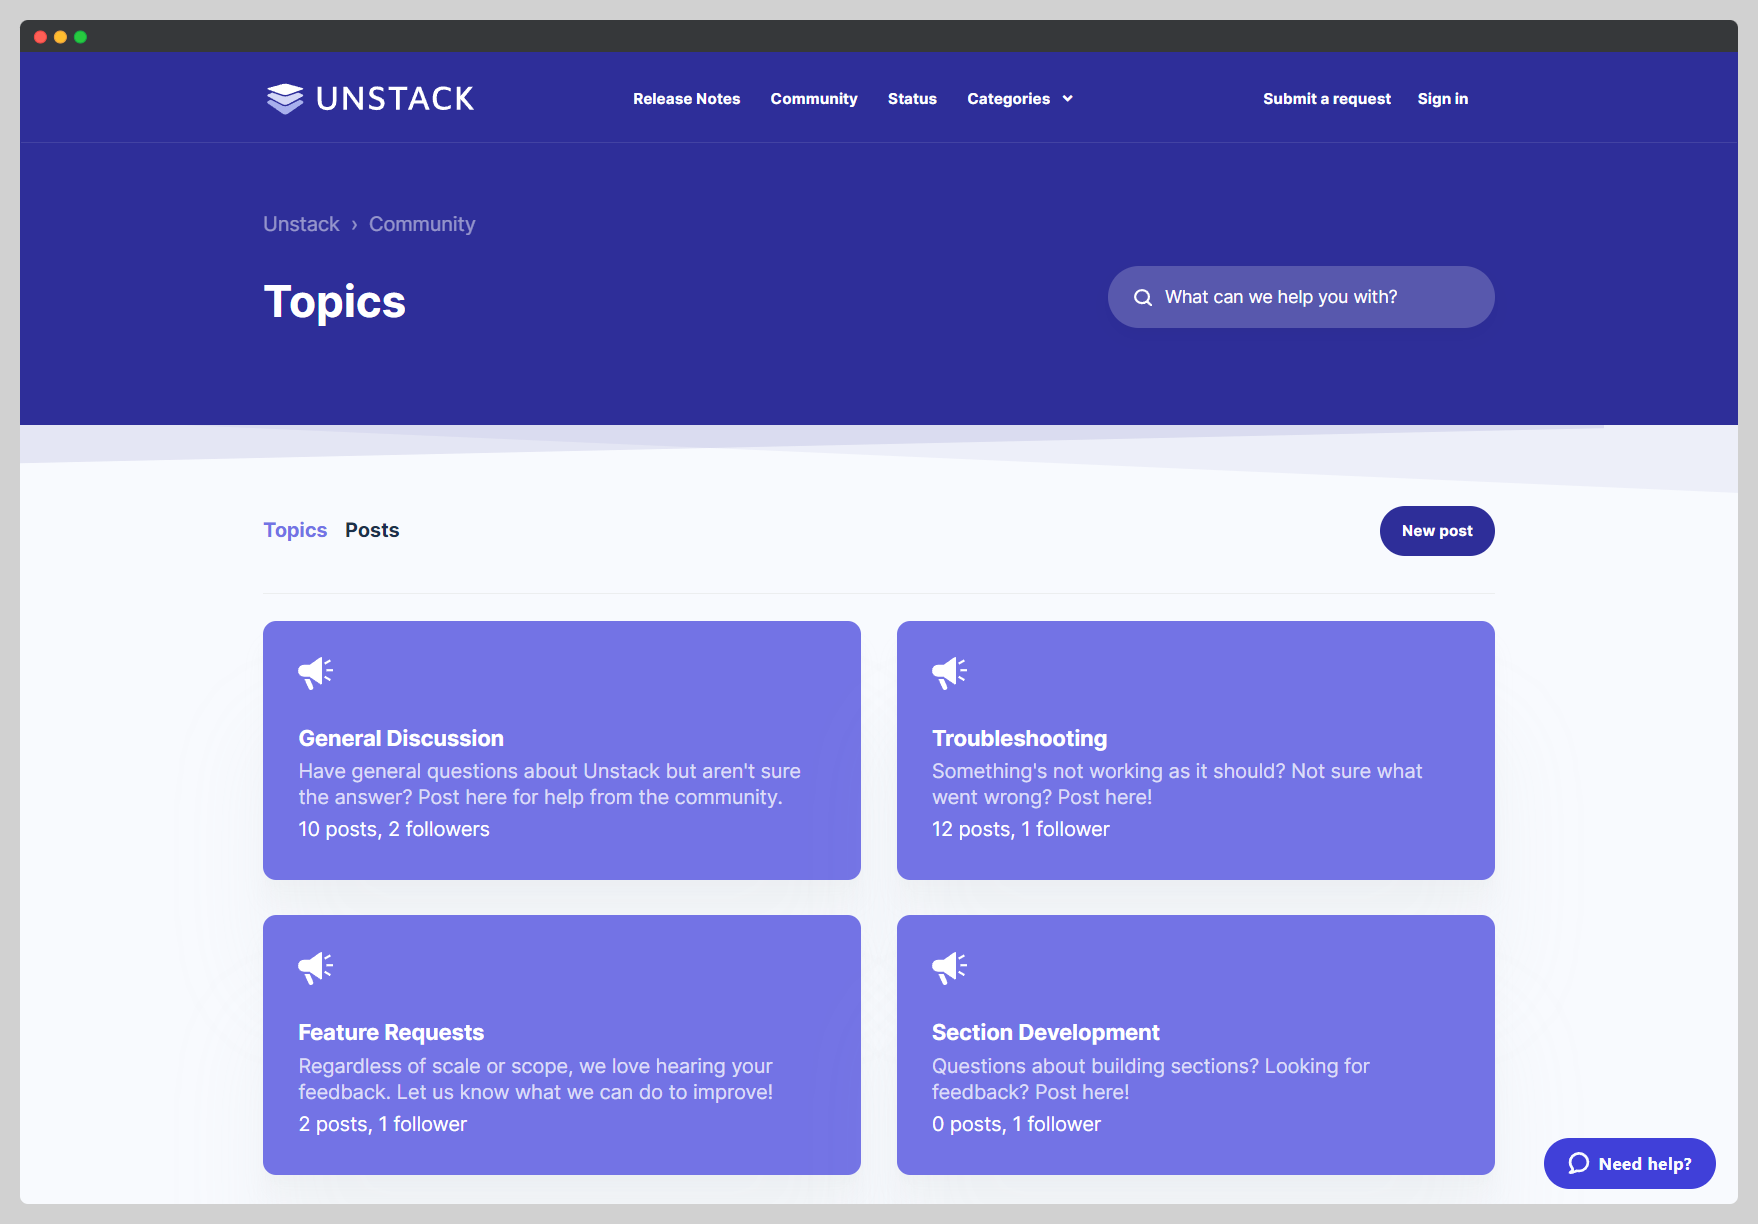 UNSTACK
Release Notes Community Status Categories
Submit a request Sign in
Unstack › Community
Topics
What can we help you with?
Topics Posts
New post
General Discussion
Have general questions about Unstack but aren't sure
the answer? Post here for help from the community.
10 posts, 2 followers
Troubleshooting
Something's not working as it should? Not sure what
went wrong? Post here!
12 posts, 1 follower
Feature Requests
Regardless of scale or scope, we love hearing your
feedback. Let us know what we can do to improve!
2 posts, 1 follower
Section Development
Questions about building sections? Looking for
feedback? Post here!
0 posts, 1 follower
Need help?